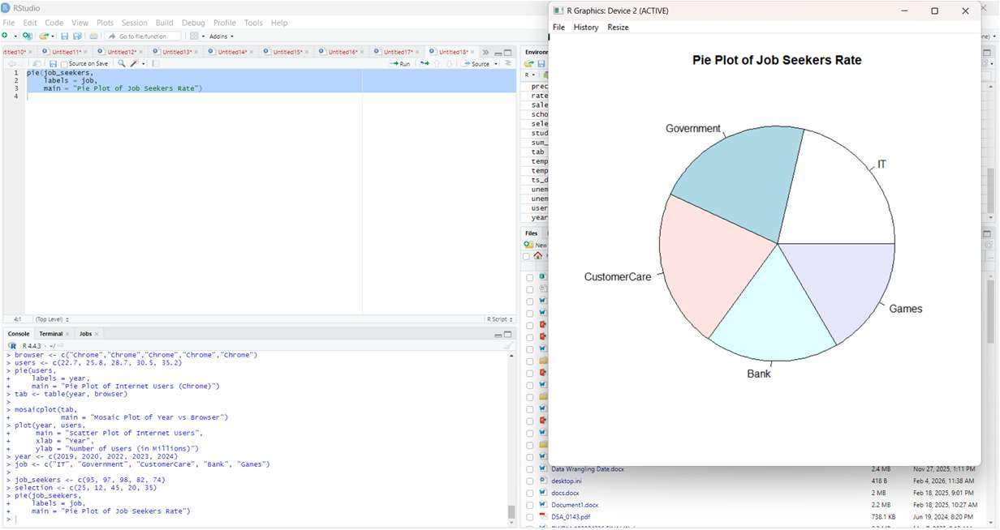 RStudio
File Edit Code View Plots Session Build Debug Profile Tools Help
Go to file/function
Addins
Untitled11*
Untitled12*
Untitled13*
Untitled14*
Untitled15*
Untitled16*
Untitled17*
Untitled18*
Source on Save
Run
Source
1 pie(job_seekers,
2 labels = job,
3 main = "Pie Plot of Job Seekers Rate")
4
4:1 (Top Level) R Script
Console Terminal Jobs
R 4.4.3 · ~/
> browser <- c("Chrome","Chrome","Chrome","Chrome","Chrome")
> users <- c(22.7, 25.8, 28.7, 30.5, 35.2)
> pie(users,
+ labels = year,
+ main = "Pie Plot of Internet Users (Chrome)")
> tab <- table(year, browser)
>
> mosaicplot(tab,
+ main = "Mosaic Plot of Year vs Browser")
> plot(year, users,
+ main = "Scatter Plot of Internet Users",
+ xlab = "Year",
+ ylab = "Number of Users (in Millions)")
> year <- c(2019, 2020, 2022, 2023, 2024)
> job <- c("IT", "Government", "CustomerCare", "Bank", "Games")
>
> job_seekers <- c(95, 97, 98, 82, 74)
> selection <- c(25, 12, 45, 20, 35)
> pie(job_seekers,
+ labels = job,
+ main = "Pie Plot of Job Seekers Rate")
>
Environ
R
prec
rate
sale
scho
sele
stud
sum_
tab
temp
temp
ts_d
unem
unem
user
year
Files
New
R Graphics: Device 2 (ACTIVE)
File History Resize
Pie Plot of Job Seekers Rate
Government
IT
CustomerCare
Games
Bank
Data Wrangling Date.docx 2.4 MB Nov 27, 2025, 1:11 PM
desktop.ini 418 B Feb 4, 2026, 11:38 AM
docs.docx 2 MB Feb 18, 2025, 9:01 PM
Document1.docx 2.2 MB Feb 18, 2025, 10:27 AM
DSA_0143.pdf 738.1 KB Jun 19, 2024, 8:20 PM